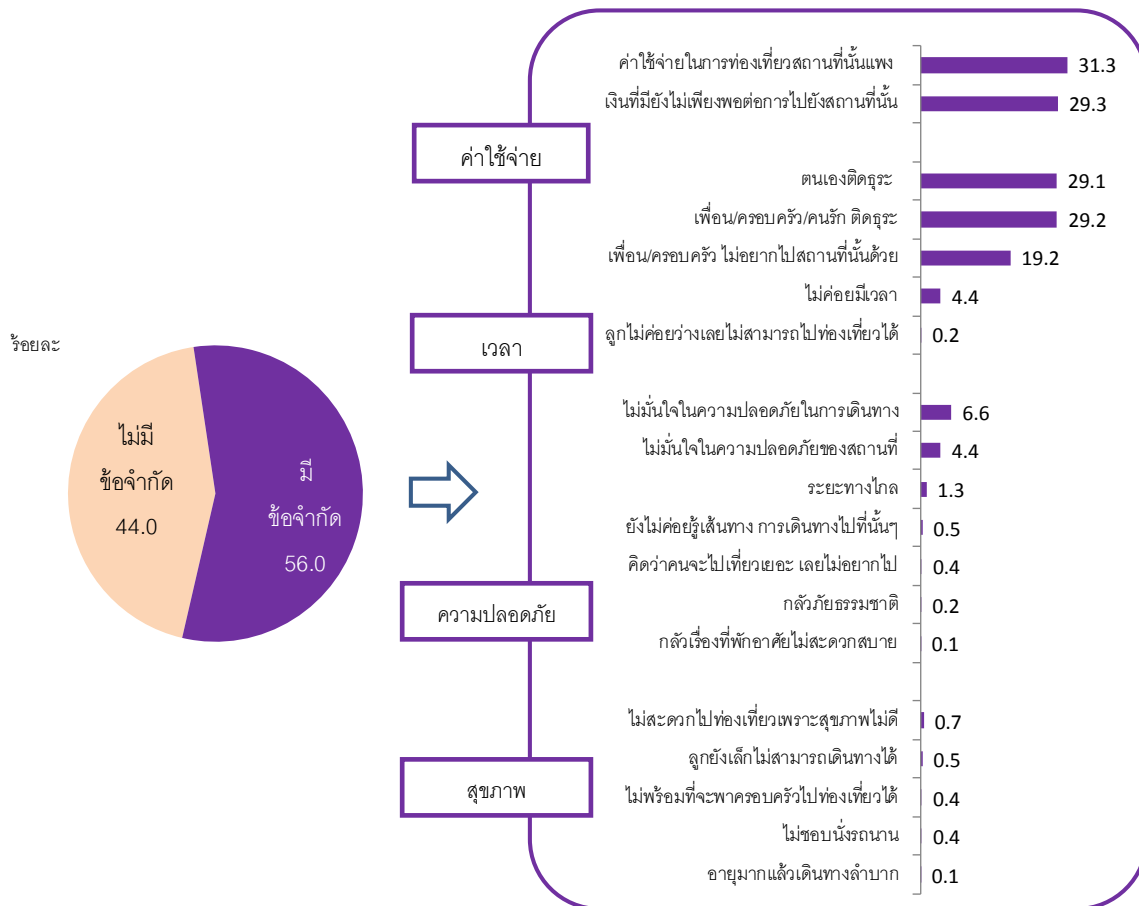 ร้อยละ
ไม่มี
ข้อจำกัด
44.0
มี
ข้อจำกัด
56.0
ค่าใช้จ่าย
ค่าใช้จ่ายในการท่องเที่ยวสถานที่นั้นแพง 31.3
เงินที่มียังไม่เพียงพอต่อการไปยังสถานที่นั้น 29.3
เวลา
ตนเองติดธุระ 29.1
เพื่อน/ครอบครัว/คนรัก ติดธุระ 29.2
เพื่อน/ครอบครัว ไม่อยากไปสถานที่นั้นด้วย 19.2
ไม่ค่อยมีเวลา 4.4
ลูกไม่ค่อยว่างเลยไม่สามารถไปท่องเที่ยวได้ 0.2
ความปลอดภัย
ไม่มั่นใจในความปลอดภัยในการเดินทาง 6.6
ไม่มั่นใจในความปลอดภัยของสถานที่ 4.4
ระยะทางไกล 1.3
ยังไม่ค่อยรู้เส้นทาง การเดินทางไปที่นั้นๆ 0.5
คิดว่าคนจะไปเที่ยวเยอะ เลยไม่อยากไป 0.4
กลัวภัยธรรมชาติ 0.2
กลัวเรื่องที่พักอาศัยไม่สะดวกสบาย 0.1
สุขภาพ
ไม่สะดวกไปท่องเที่ยวเพราะสุขภาพไม่ดี 0.7
ลูกยังเล็กไม่สามารถเดินทางได้ 0.5
ไม่พร้อมที่จะพาครอบครัวไปท่องเที่ยวได้ 0.4
ไม่ชอบนั่งรถนาน 0.4
อายุมากแล้วเดินทางลำบาก 0.1